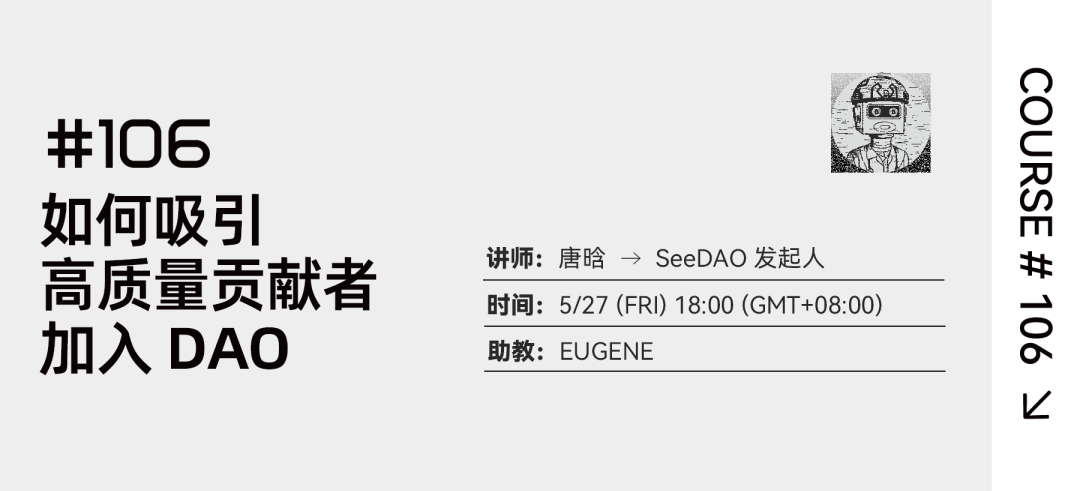 #106
如何吸引
高质量贡献者
加入 DAO
讲师： 唐晗 → SeeDAO 发起人
时间： 5/27 (FRI) 18:00 (GMT+08:00)
助教： EUGENE
COURSE # 106 ↘